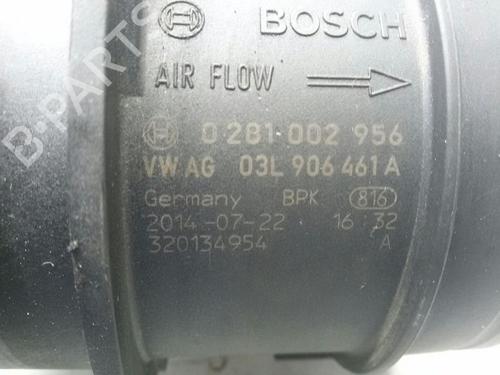 BOSCH
AIR FLOW
0 281 002 956
VW AG 03L 906 461 A
Germany BPK 816
2014-07-22 16:32
320134954 A
B-PARTS